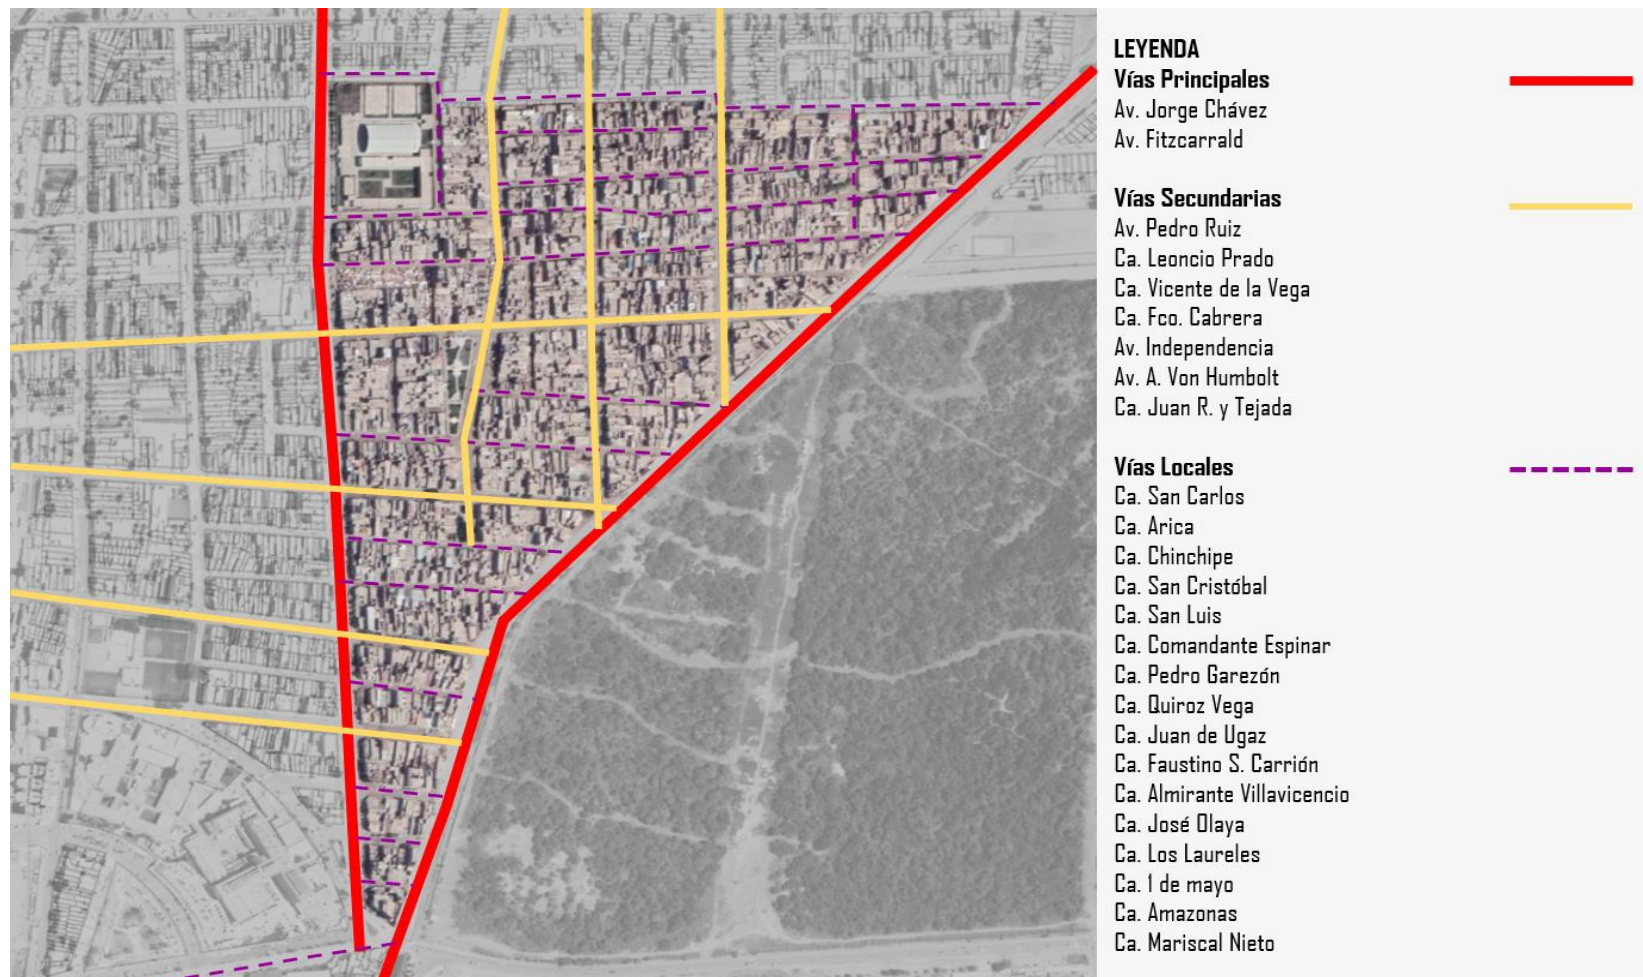 LEYENDA
Vías Principales
Av. Jorge Chávez
Av. Fitzcarrald
Vías Secundarias
Av. Pedro Ruiz
Ca. Leoncio Prado
Ca. Vicente de la Vega
Ca. Fco. Cabrera
Av. Independencia
Av. A. Von Humbolt
Ca. Juan R. y Tejada
Vías Locales
Ca. San Carlos
Ca. Arica
Ca. Chinchipe
Ca. San Cristóbal
Ca. San Luis
Ca. Comandante Espinar
Ca. Pedro Garezón
Ca. Quiroz Vega
Ca. Juan de Ugaz
Ca. Faustino S. Carrión
Ca. Almirante Villavicencio
Ca. José Olaya
Ca. Los Laureles
Ca. 1 de mayo
Ca. Amazonas
Ca. Mariscal Nieto